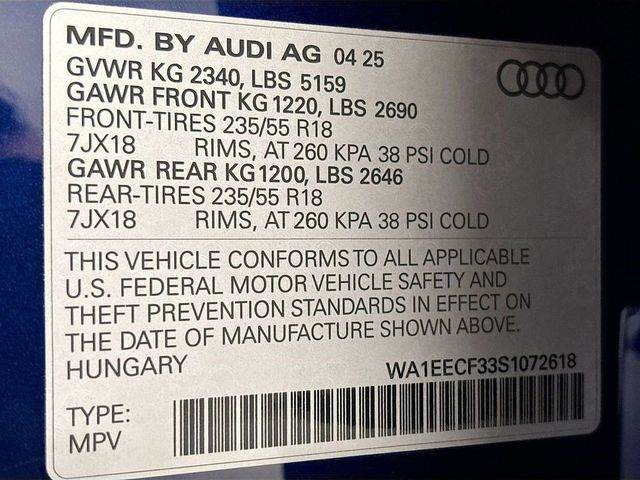 MFD. BY AUDI AG 04 25
GVWR KG 2340, LBS 5159
GAWR FRONT KG 1220, LBS 2690
FRONT-TIRES 235/55 R18
7JX18 RIMS, AT 260 KPA 38 PSI COLD
GAWR REAR KG 1200, LBS 2646
REAR-TIRES 235/55 R18
7JX18 RIMS, AT 260 KPA 38 PSI COLD
THIS VEHICLE CONFORMS TO ALL APPLICABLE
U.S. FEDERAL MOTOR VEHICLE SAFETY AND
THEFT PREVENTION STANDARDS IN EFFECT ON
THE DATE OF MANUFACTURE SHOWN ABOVE.
HUNGARY WA1EECF33S1072618
TYPE:
MPV